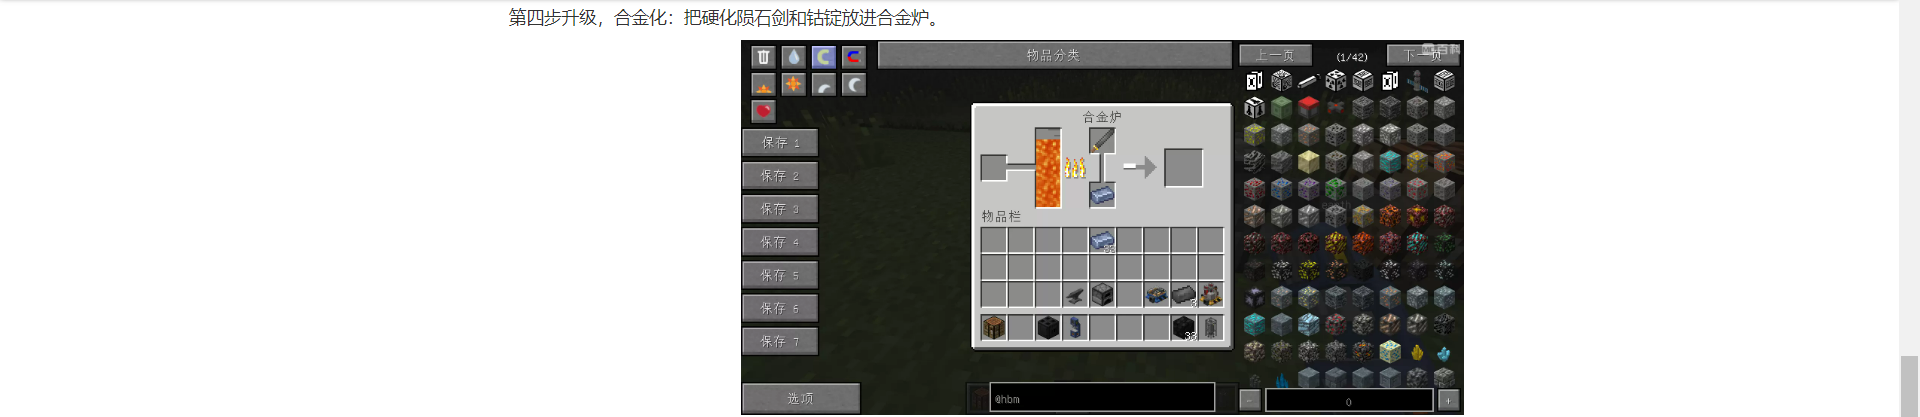 第四步升级，合金化：把硬化陨石剑和钴锭放进合金炉。
物品分类
上一页
(1/42)
下一页
合金炉
保存 1
保存 2
保存 3
保存 4
保存 5
保存 6
保存 7
物品栏
3
33
选项
@hbm
-
0
+